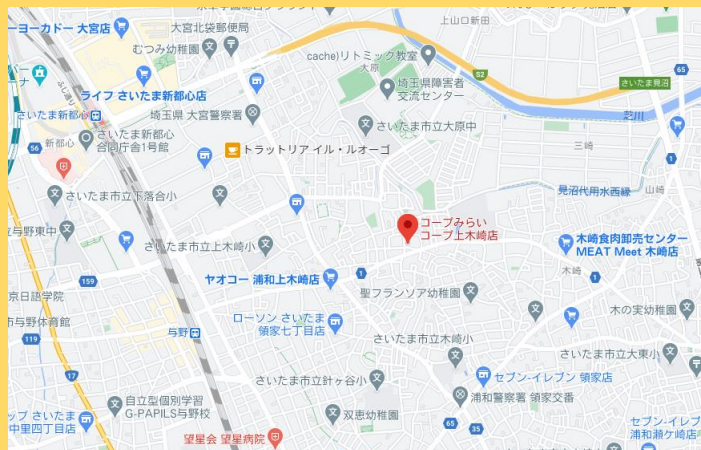 ーヨーカドー 大宮店
大宮北袋郵便局
むつみ幼稚園
上山口新田
cache)リトミック教室
大原
S2
さいたま見沼
65
ライフ さいたま新都心店
埼玉県障害者
交流センター
芝川
さいたま新都心
埼玉県 大宮警察署
さいたま市立大原中
さいたま新都心
合同庁舎1号館
新都心
56
トラットリア イル・ルオーゴ
三崎
1
さいたま市立下落合小
見沼代用水西縁
山崎
コープみらい
コープ上木崎店
与野東中
さいたま市立上木崎小
木崎食肉卸売センター
MEAT Meet 木崎店
159
ヤオコー 浦和上木崎店
1
木崎
1
京日語学院
聖フランソア幼稚園
市与野体育館
与野
ローソン さいたま
領家七丁目店
木の実幼稚園
119
さいたま市立木崎小
さいたま市立大東小
17
さいたま市立針ヶ谷小
セブン-イレブン 領家店
自立型個別学習
G-PAPILS与野校
浦和警察署 領家交番
ップ さいたま
中里四丁目店
双恵幼稚園
65
35
セブン-イレブ
浦和瀬ケ崎店
望星会 望星病院